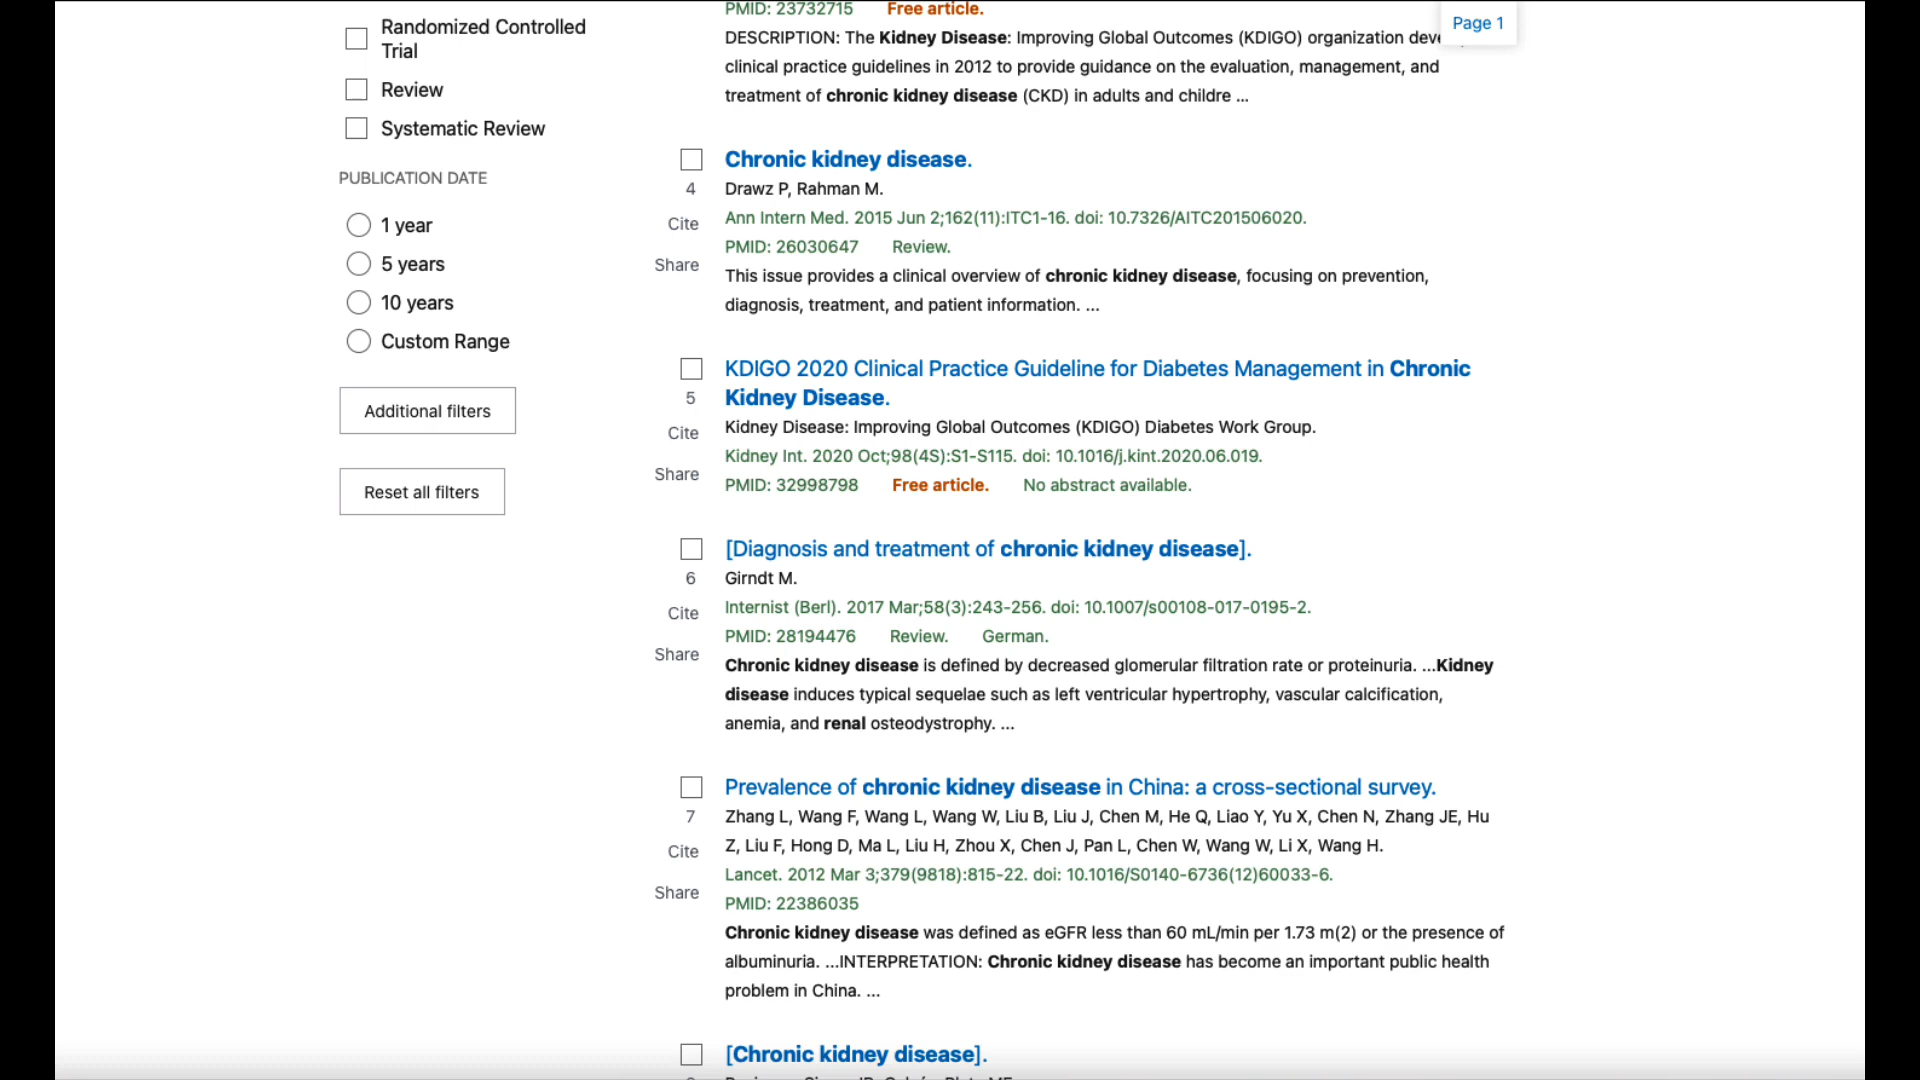 Randomized Controlled
Trial
Review
Systematic Review
PUBLICATION DATE
1 year
5 years
10 years
Custom Range
Additional filters
Reset all filters
Page 1
PMID: 23732715 Free article.
DESCRIPTION: The Kidney Disease: Improving Global Outcomes (KDIGO) organization
clinical practice guidelines in 2012 to provide guidance on the evaluation, management, and
treatment of chronic kidney disease (CKD) in adults and childre ...
Chronic kidney disease.
4 Drawz P, Rahman M.
Cite Ann Intern Med. 2015 Jun 2;162(11):ITC1-16. doi: 10.7326/AITC201506020.
PMID: 26030647 Review.
Share This issue provides a clinical overview of chronic kidney disease, focusing on prevention,
diagnosis, treatment, and patient information. ...
KDIGO 2020 Clinical Practice Guideline for Diabetes Management in Chronic
5 Kidney Disease.
Cite Kidney Disease: Improving Global Outcomes (KDIGO) Diabetes Work Group.
Kidney Int. 2020 Oct;98(4S):S1-S115. doi: 10.1016/j.kint.2020.06.019.
Share PMID: 32998798 Free article. No abstract available.
[Diagnosis and treatment of chronic kidney disease].
6 Girndt M.
Cite Internist (Berl). 2017 Mar;58(3):243-256. doi: 10.1007/s00108-017-0195-2.
PMID: 28194476 Review. German.
Share Chronic kidney disease is defined by decreased glomerular filtration rate or proteinuria. ...Kidney
disease induces typical sequelae such as left ventricular hypertrophy, vascular calcification,
anemia, and renal osteodystrophy. ...
Prevalence of chronic kidney disease in China: a cross-sectional survey.
7 Zhang L, Wang F, Wang L, Wang W, Liu B, Liu J, Chen M, He Q, Liao Y, Yu X, Chen N, Zhang JE, Hu
Cite Z, Liu F, Hong D, Ma L, Liu H, Zhou X, Chen J, Pan L, Chen W, Wang W, Li X, Wang H.
Lancet. 2012 Mar 3;379(9818):815-22. doi: 10.1016/S0140-6736(12)60033-6.
Share PMID: 22386035
Chronic kidney disease was defined as eGFR less than 60 mL/min per 1.73 m(2) or the presence of
albuminuria. ...INTERPRETATION: Chronic kidney disease has become an important public health
problem in China. ...
[Chronic kidney disease].